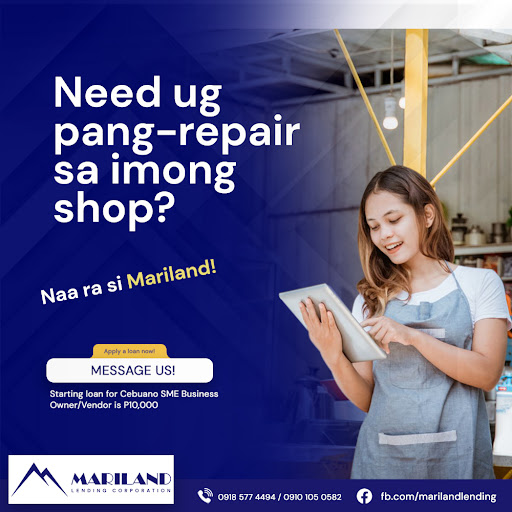 Need ug
pang-repair
sa imong
shop?
Naa ra si Mariland!
Apply a loan now!
MESSAGE US!
Starting loan for Cebuano SME Business
Owner/Vendor is P10,000
MARILAND
LENDING CORPORATION
0918 577 4494 / 0910 105 0582
fb.com/marilandlending